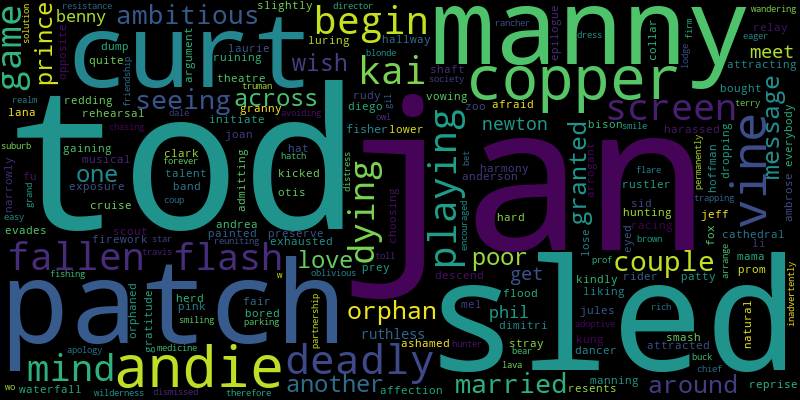 tod
jan
sled
manny
patch
curt
andie
copper
vine
deadly
flash
fallen
playing
dying
kai
screen
begin
ambitious
game
prince
benny
slightly
director
resistance
solution
dump
quite
opposite
argument
friendship
laurie
ruining
theatre
truman
luring
hallway
wish
seeing
across
granny
realm
lana
redding
rehearsal
initiate
joan
dale
avoiding
chasing
suburb
gaining
musical
clark
forever
hat
hatch
kicked
otis
admitting
one
exposure
talent
band
cruise
coup
narrowly
fu
grand
easy
evades
scout
andrea
painted
preserve
firework
star
exhausted
travis
reuniting
love
fishing
herd
pink
smiling
orphaned
gratitude
fair
bored
parking
w
oblivious
partnership
mind
apology
medicine
wo
waterfall
wilderness
dismissed
therefore
another
affection
orphan
prey
toll
ruthless
ashamed
hunter
distress
choosing
rudy
diego
gil
owl
fisher
lower
zoo
afraid
vowing
newton
bet
encouraged
harmony
anderson
hard
descend
poor
get
mel
flood
phil
dimitri
stray
bear
lava
married
resents
manning
around
kung
dancer
adoptive
attracted
jules
liking
kindly
prof
rider
rich
patty
smash
buck
chief
couple
lose
eyed
brown
hunting
sid
racing
jeff
granted
arrogant
rustler
flare
bison
smile
harassed
society
shaft
collar
epilogue
rancher
blonde
dress
lodge
firm
relay
eager
wandering
meet
attracting
bought
terry
everybody
message
dropping
hoffman
permanently
trapping
ambrose
fox
cathedral
li
mama
prom
arrange
natural
inadvertently
reprise